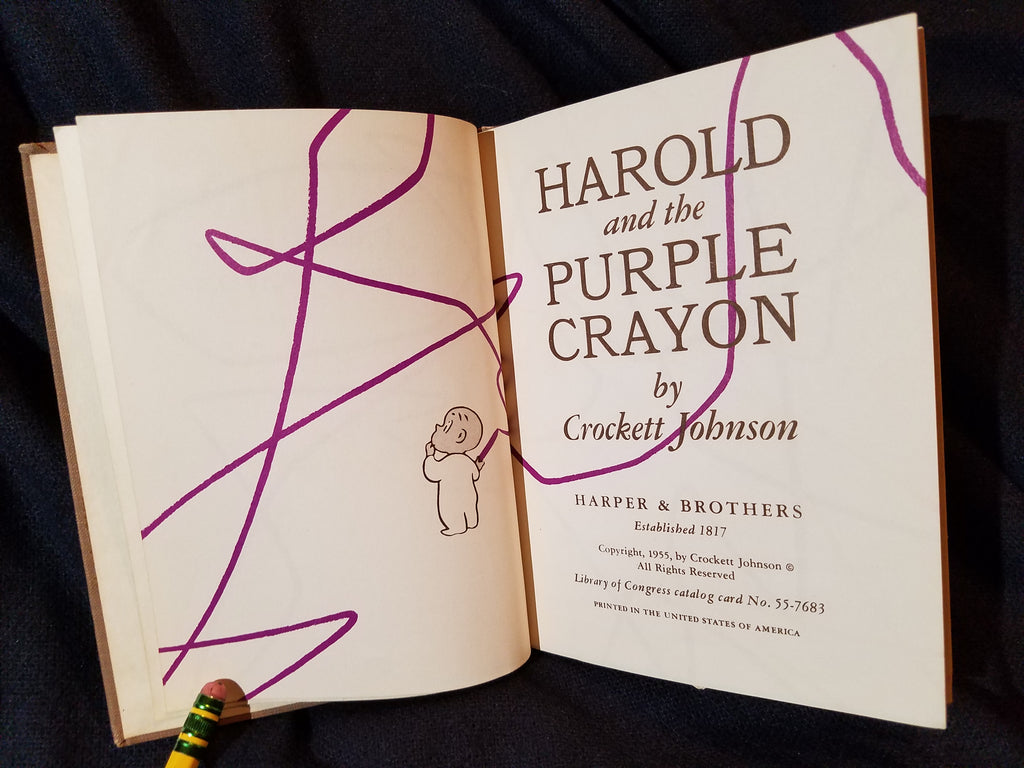 HAROLD
and the
PURPLE
CRAYON
by
Crockett Johnson
HARPER & BROTHERS
Established 1817
Copyright, 1955, by Crockett Johnson ©
All Rights Reserved
Library of Congress catalog card No. 55-7683
PRINTED IN THE UNITED STATES OF AMERICA